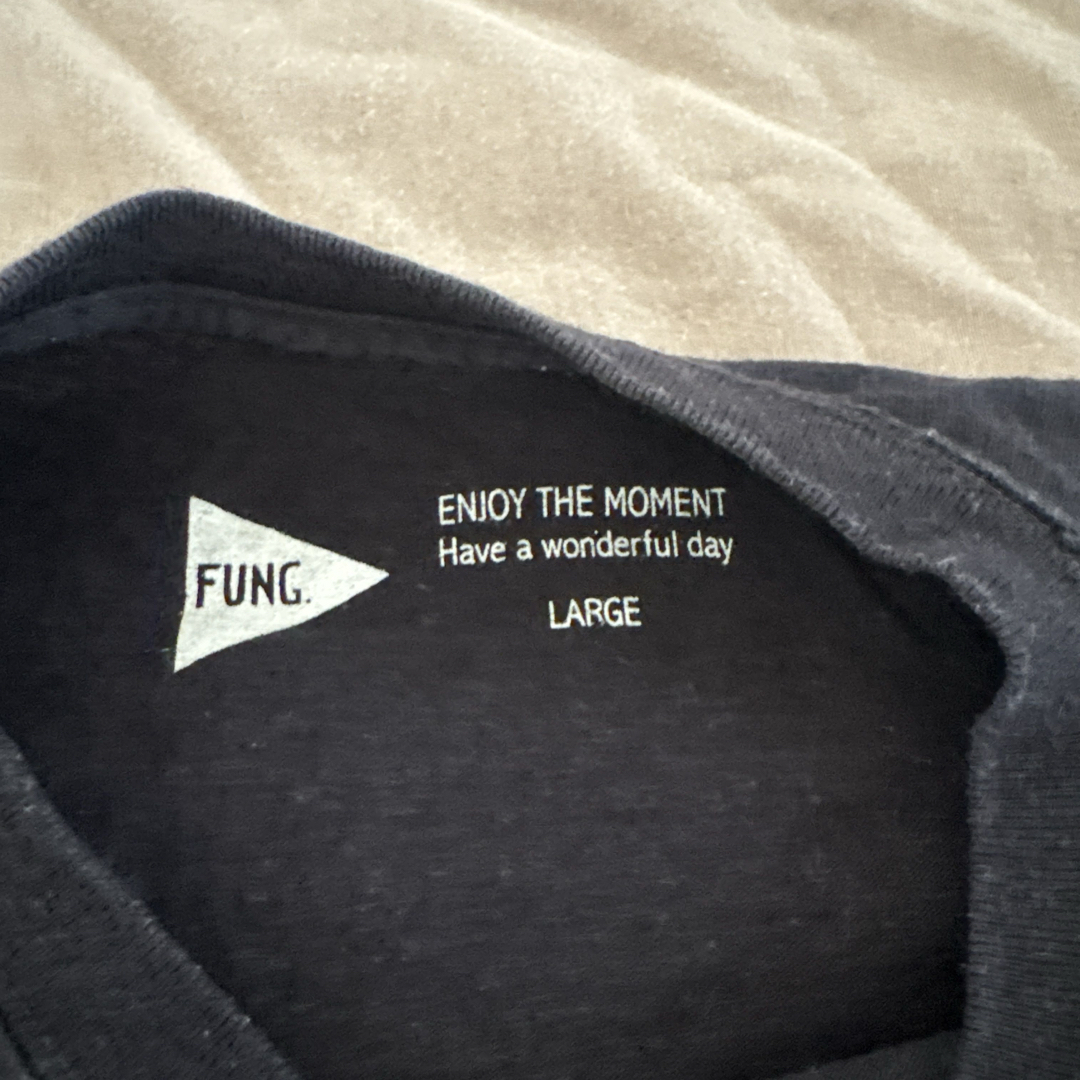 FUNG.
ENJOY THE MOMENT
Have a wonderful day
LARGE